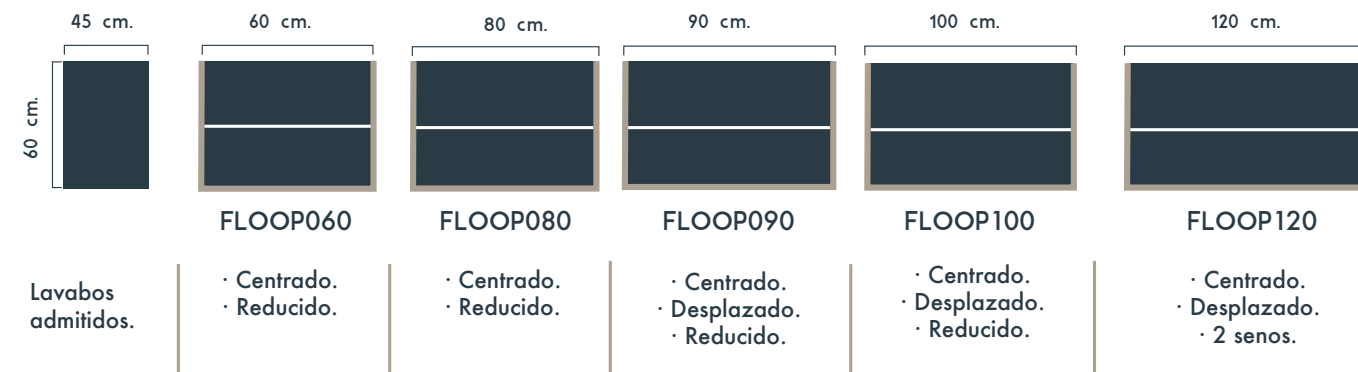 45 cm.
60 cm.
80 cm.
90 cm.
100 cm.
120 cm.
60 cm.
FLOOP060
FLOOP080
FLOOP090
FLOOP100
FLOOP120
Lavabos
admitidos.
· Centrado.
· Reducido.
· Centrado.
· Reducido.
· Centrado.
· Desplazado.
· Reducido.
· Centrado.
· Desplazado.
· Reducido.
· Centrado.
· Desplazado.
· 2 senos.